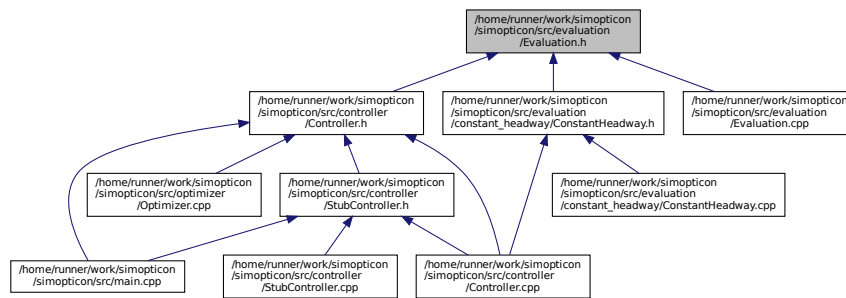 /home/runner/work/simopticon
/simopticon/src/evaluation
/Evaluation.h
/home/runner/work/simopticon
/simopticon/src/controller
/Controller.h
/home/runner/work/simopticon
/simopticon/src/evaluation
/constant_headway/ConstantHeadway.h
/home/runner/work/simopticon
/simopticon/src/evaluation
/Evaluation.cpp
/home/runner/work/simopticon
/simopticon/src/optimizer
/Optimizer.cpp
/home/runner/work/simopticon
/simopticon/src/controller
/StubController.h
/home/runner/work/simopticon
/simopticon/src/evaluation
/constant_headway/ConstantHeadway.cpp
/home/runner/work/simopticon
/simopticon/src/main.cpp
/home/runner/work/simopticon
/simopticon/src/controller
/StubController.cpp
/home/runner/work/simopticon
/simopticon/src/controller
/Controller.cpp